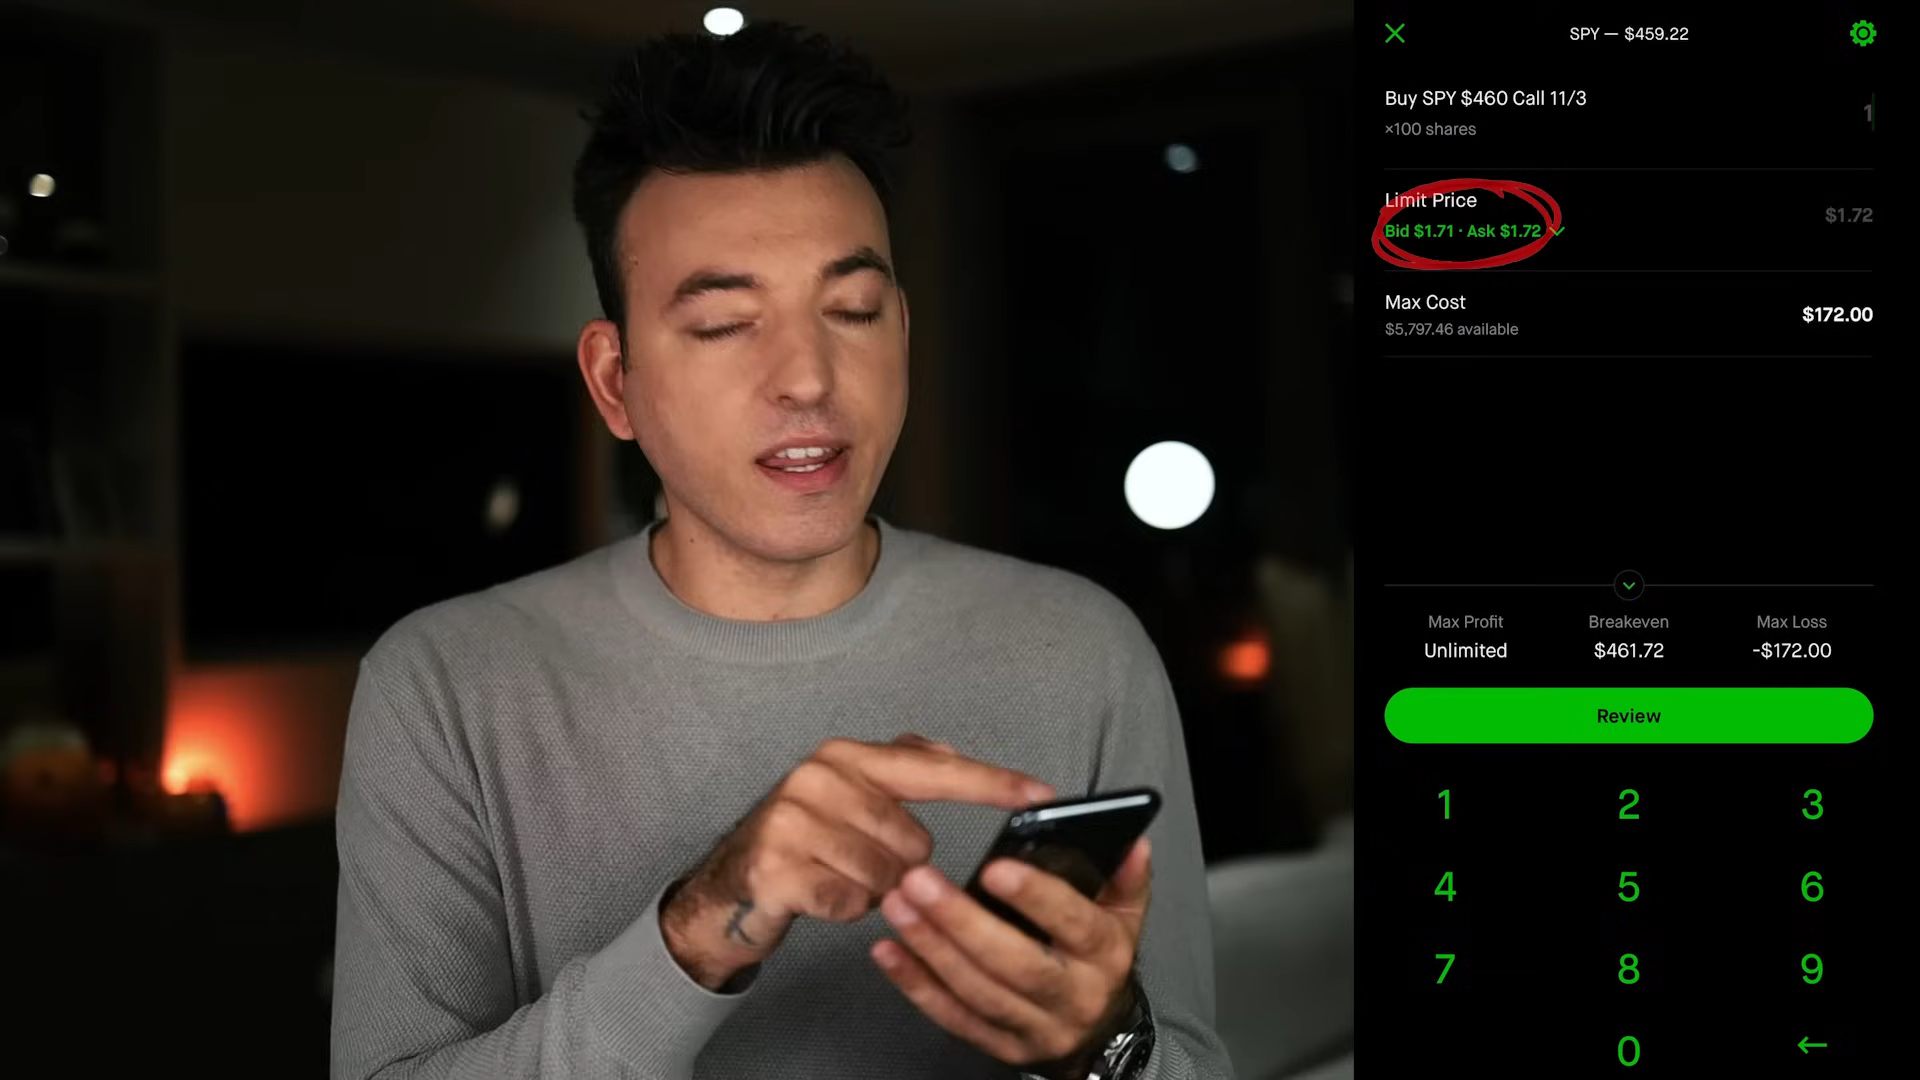 SPY — $459.22
Buy SPY $460 Call 11/3
×100 shares
1
Limit Price
Bid $1.71 · Ask $1.72
$1.72
Max Cost
$5,797.46 available
$172.00
Max Profit
Breakeven
Max Loss
Unlimited
$461.72
-$172.00
Review
1 2 3
4 5 6
7 8 9
0